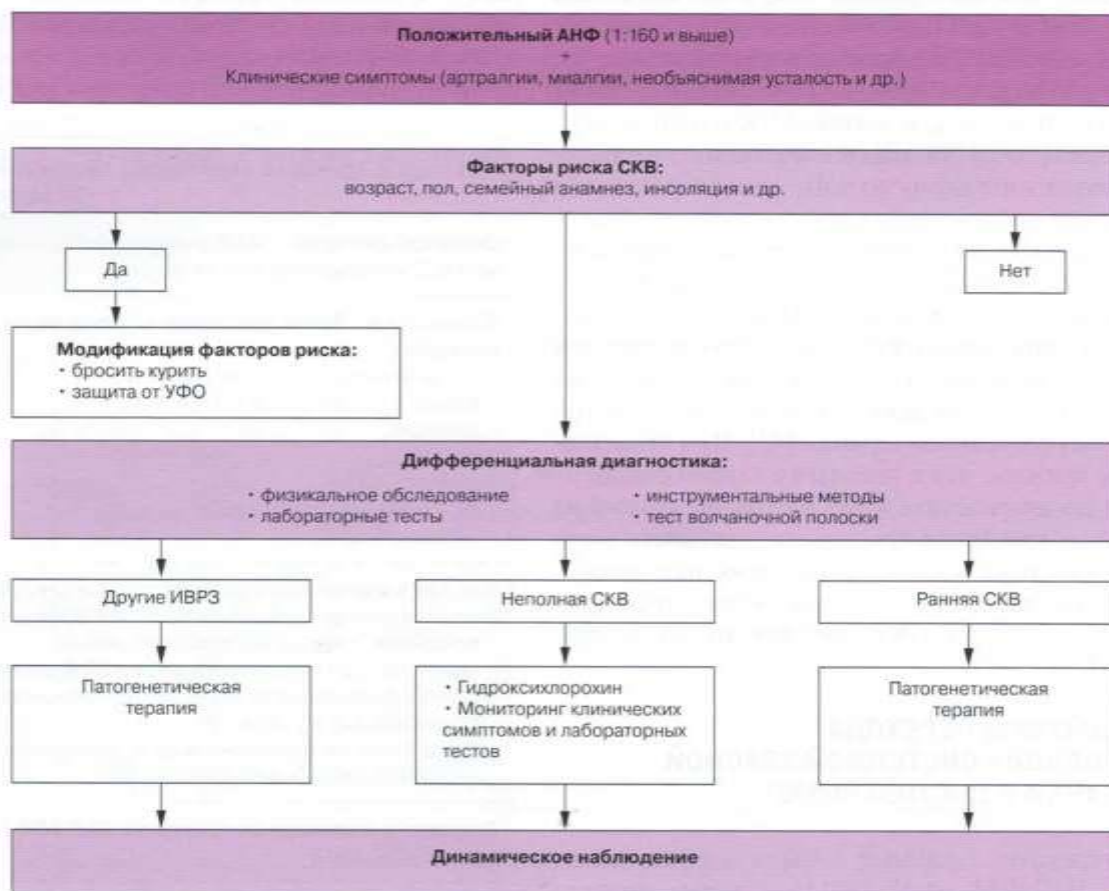 Положительный АНФ (1:160 и выше)
+
Клинические симптомы (артралгии, миалгии, необъяснимая усталость и др.)
Факторы риска СКВ:
возраст, пол, семейный анамнез, инсоляция и др.
Да
Нет
Модификация факторов риска:
• бросить курить
• защита от УФО
Дифференциальная диагностика:
• физикальное обследование
• лабораторные тесты
• инструментальные методы
• тест волчаночной полоски
Другие ИВРЗ
Неполная СКВ
Ранняя СКВ
Патогенетическая
терапия
• Гидроксихлорохин
• Мониторинг клинических
симптомов и лабораторных
тестов
Патогенетическая
терапия
Динамическое наблюдение